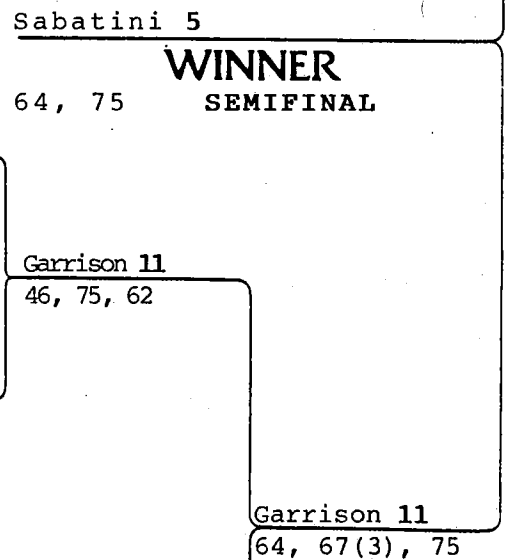 Sabatini 5
WINNER
64, 75 SEMIFINAL
Garrison 11
46, 75, 62
Garrison 11
64, 67(3), 75